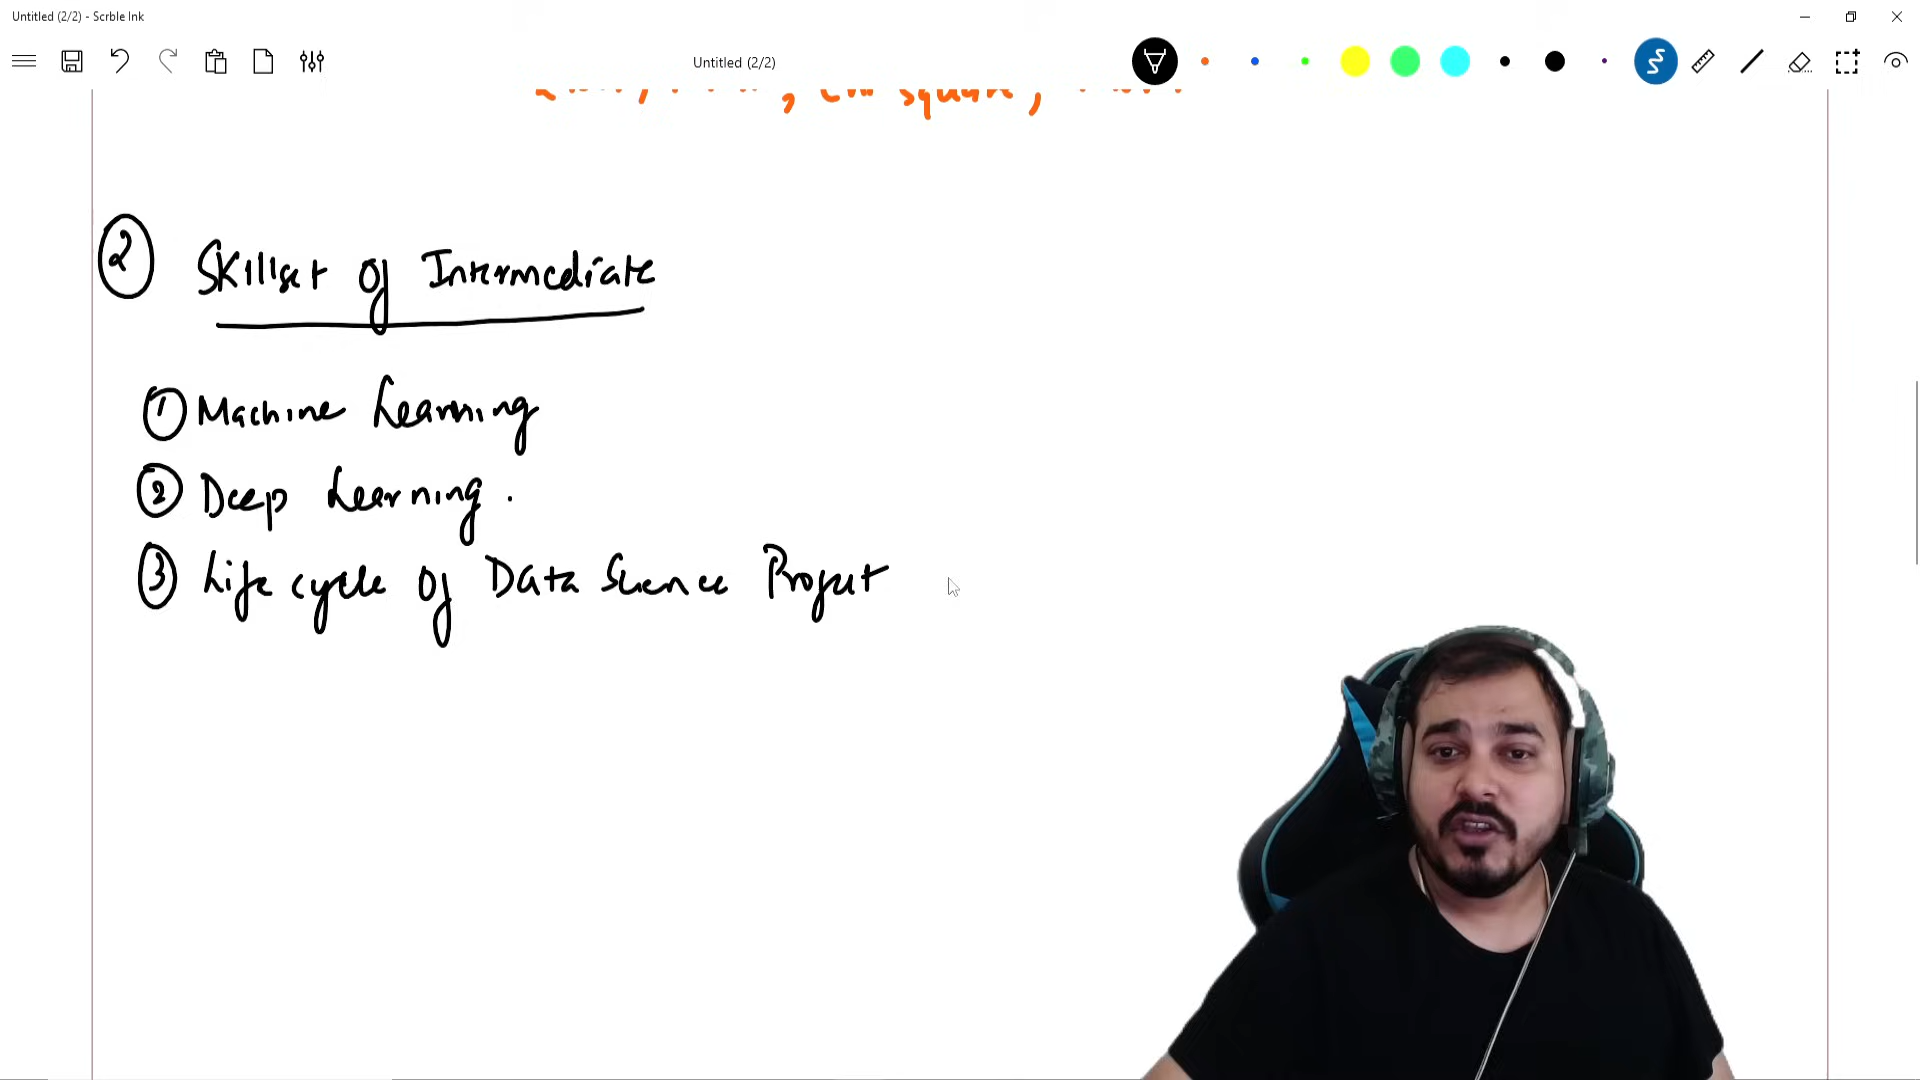 Untitled (2/2) - Scrble Ink
Untitled (2/2)
square,
2 Skillset of Intermediate
1 Machine Learning
2 Deep Learning.
3 Life cycle of Data Science Project